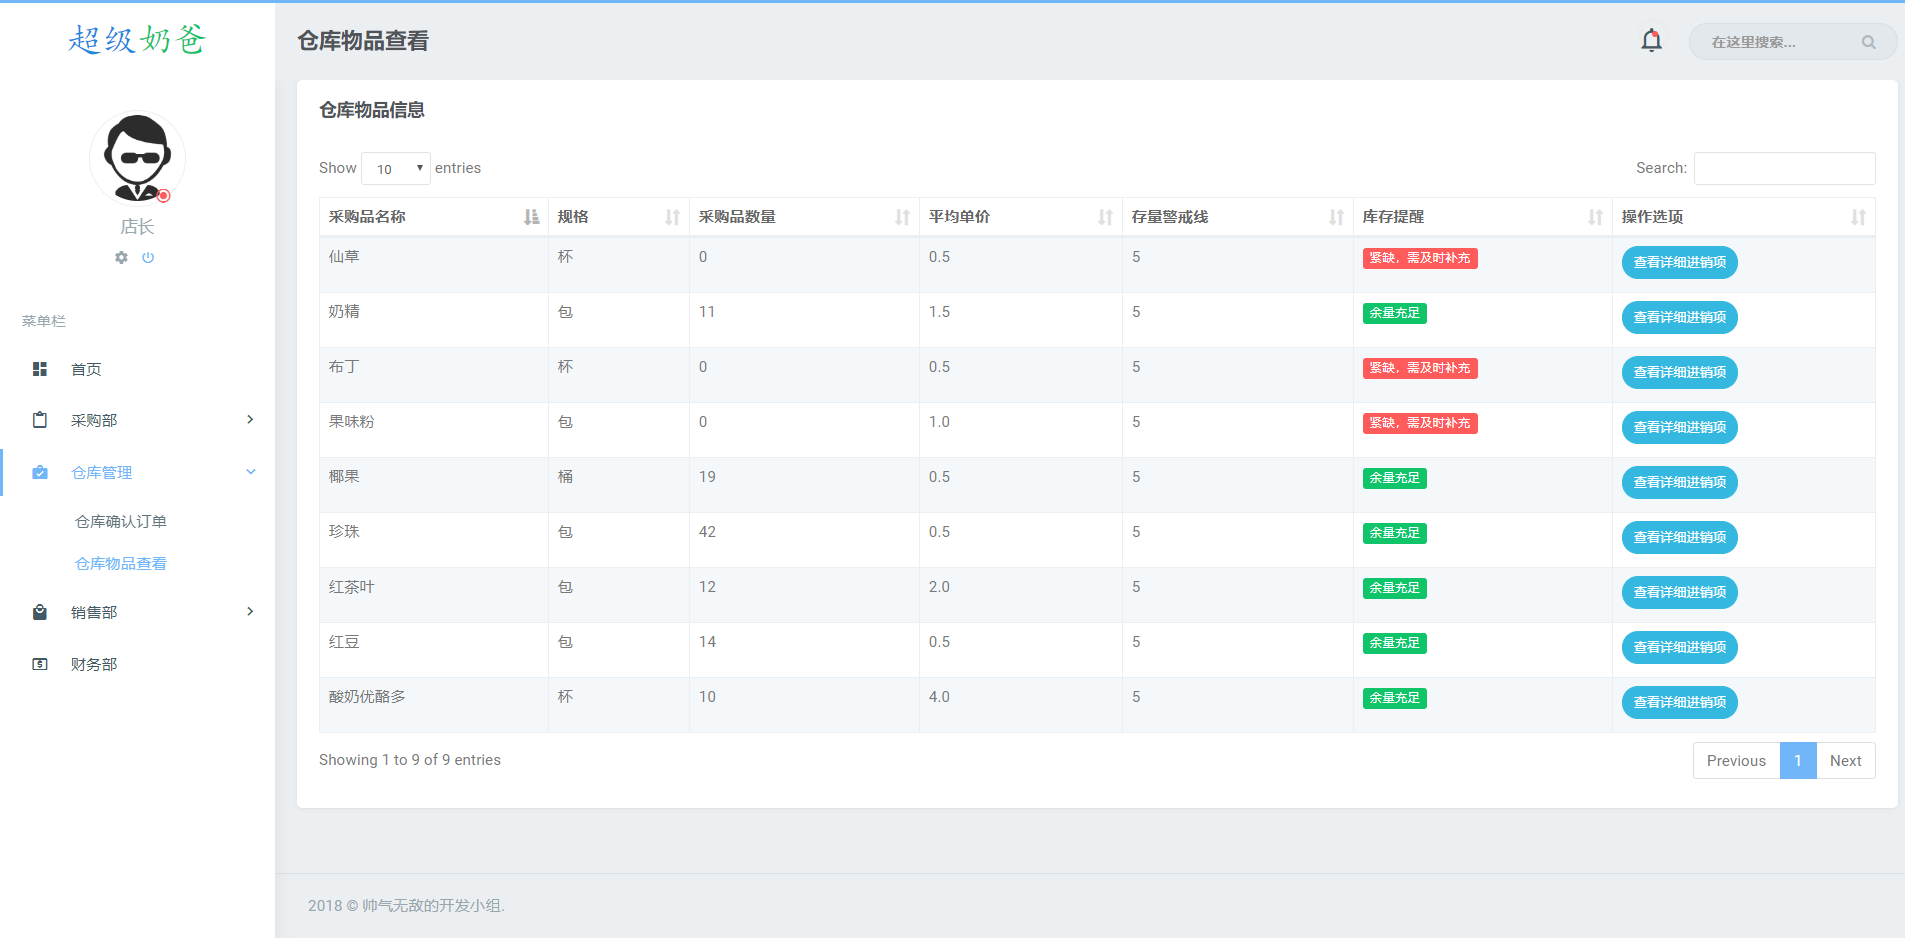 超级奶爸
店长
菜单栏
首页
采购部
仓库管理
仓库确认订单
仓库物品查看
销售部
财务部
仓库物品查看
在这里搜索...
仓库物品信息
Show 10 entries
Search:
采购品名称 规格 采购品数量 平均单价 存量警戒线 库存提醒 操作选项
仙草 杯 0 0.5 5 紧缺，需及时补充 查看详细进销项
奶精 包 11 1.5 5 余量充足 查看详细进销项
布丁 杯 0 0.5 5 紧缺，需及时补充 查看详细进销项
果味粉 包 0 1.0 5 紧缺，需及时补充 查看详细进销项
椰果 桶 19 0.5 5 余量充足 查看详细进销项
珍珠 包 42 0.5 5 余量充足 查看详细进销项
红茶叶 包 12 2.0 5 余量充足 查看详细进销项
红豆 包 14 0.5 5 余量充足 查看详细进销项
酸奶优酪多 杯 10 4.0 5 余量充足 查看详细进销项
Showing 1 to 9 of 9 entries
Previous 1 Next
2018 © 帅气无敌的开发小组.